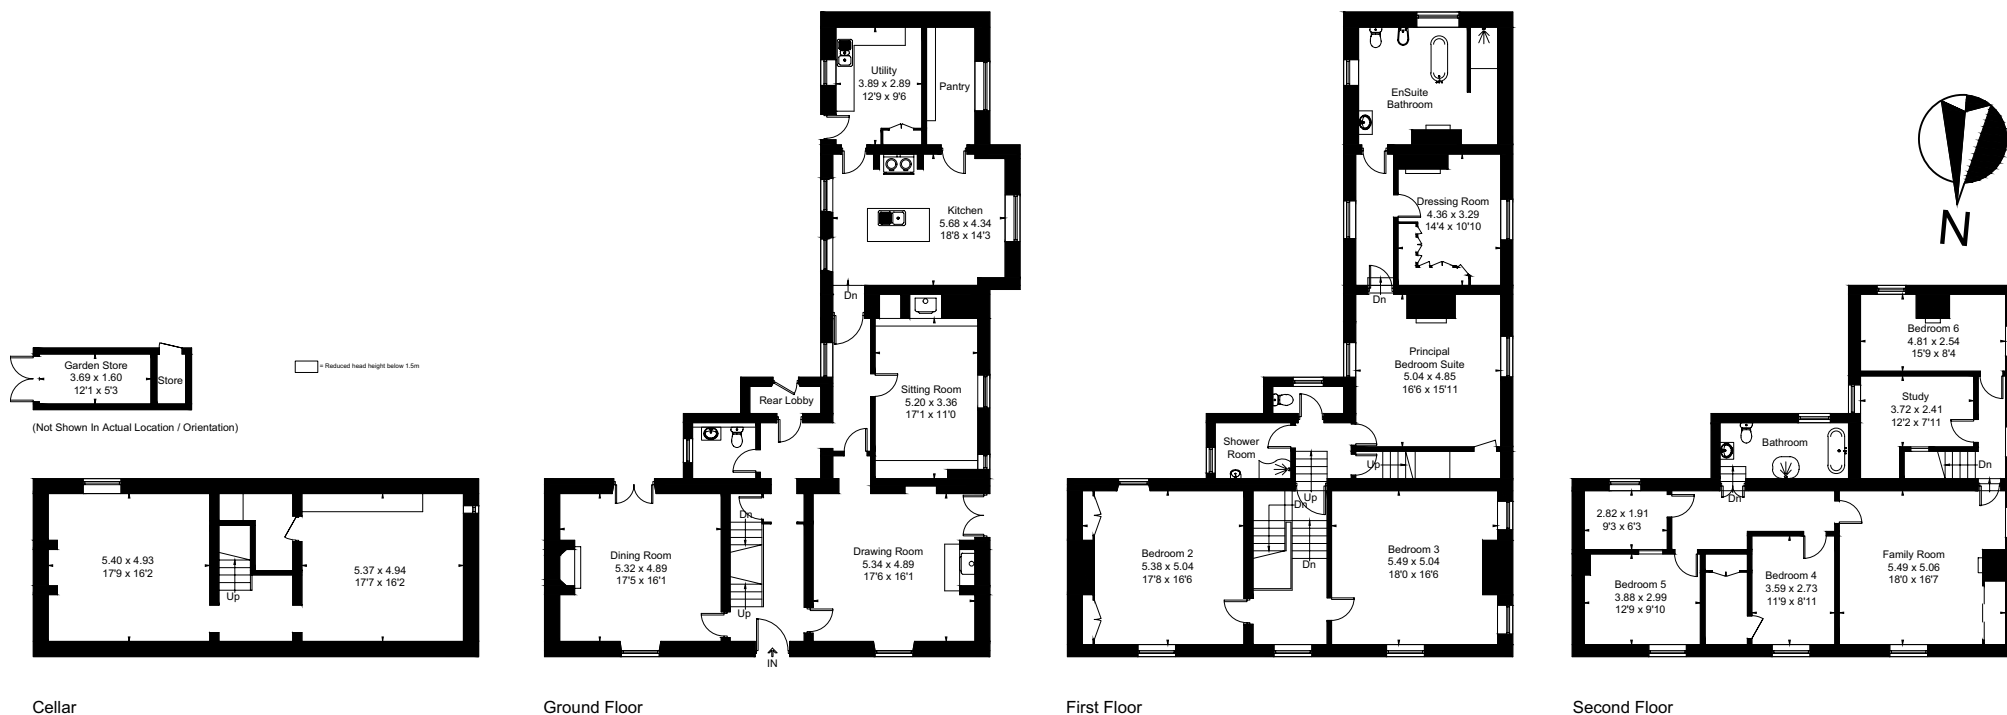 Garden Store
3.69 x 1.60
12'1 x 5'3
Store
(Not Shown In Actual Location / Orientation)
= Reduced head height below 1.5m
5.40 x 4.93
17'9 x 16'2
Up
5.37 x 4.94
17'7 x 16'2
Cellar
Utility
3.89 x 2.89
12'9 x 9'6
Pantry
Kitchen
5.68 x 4.34
18'8 x 14'3
Dn
Sitting Room
5.20 x 3.36
17'1 x 11'0
Rear Lobby
Dn
Dining Room
5.32 x 4.89
17'5 x 16'1
Drawing Room
5.34 x 4.89
17'6 x 16'1
Up
IN
Ground Floor
EnSuite
Bathroom
Dressing Room
4.36 x 3.29
14'4 x 10'10
Dn
Principal
Bedroom Suite
5.04 x 4.85
16'6 x 15'11
Shower
Room
Up
Up
Dn
Bedroom 2
5.38 x 5.04
17'8 x 16'6
Dn
Bedroom 3
5.49 x 5.04
18'0 x 16'6
First Floor
N
Bedroom 6
4.81 x 2.54
15'9 x 8'4
Study
3.72 x 2.41
12'2 x 7'11
Bathroom
Dn
Dn
2.82 x 1.91
9'3 x 6'3
Bedroom 5
3.88 x 2.99
12'9 x 9'10
Bedroom 4
3.59 x 2.73
11'9 x 8'11
Family Room
5.49 x 5.06
18'0 x 16'7
Second Floor